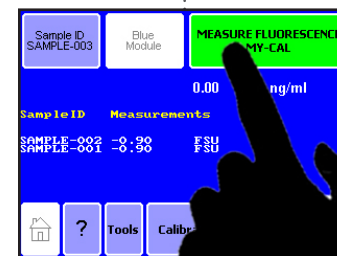 Sample ID
SAMPLE-003
Blue
Module
MEASURE FLUORESCENC
MY-CAL
0.00 ng/ml
SampleID Measurements
SAMPLE-002 -0.90 FSU
SAMPLE-001 -0.90 FSU
? Tools Calibr